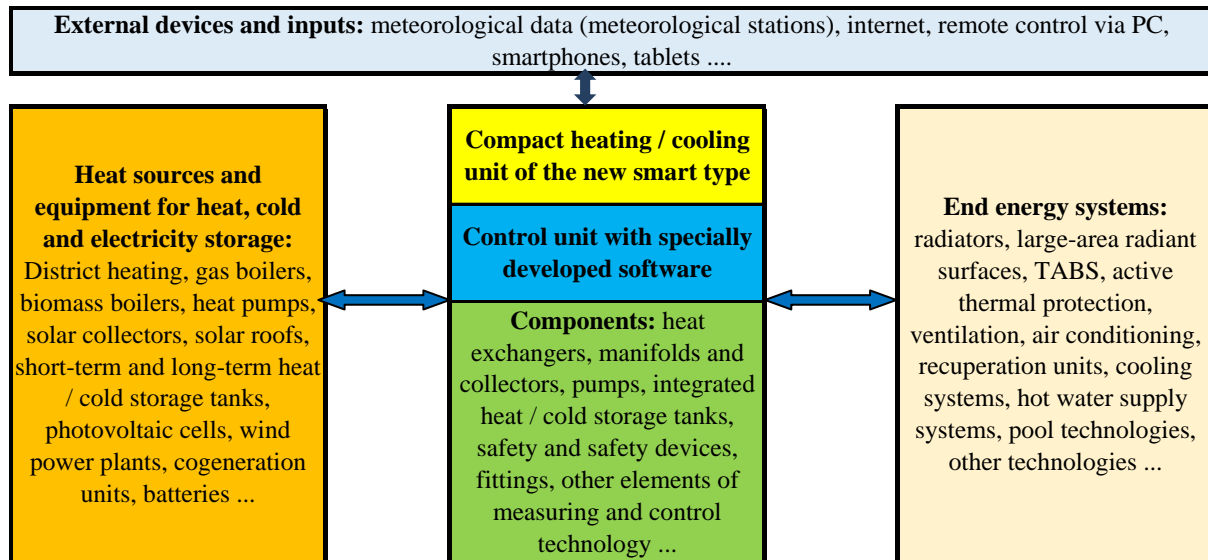 External devices and inputs: meteorological data (meteorological stations), internet, remote control via PC,
smartphones, tablets ....
Heat sources and
equipment for heat, cold
and electricity storage:
District heating, gas boilers,
biomass boilers, heat pumps,
solar collectors, solar roofs,
short-term and long-term heat
/ cold storage tanks,
photovoltaic cells, wind
power plants, cogeneration
units, batteries ...
Compact heating / cooling
unit of the new smart type
Control unit with specially
developed software
Components: heat
exchangers, manifolds and
collectors, pumps, integrated
heat / cold storage tanks,
safety and safety devices,
fittings, other elements of
measuring and control
technology ...
End energy systems:
radiators, large-area radiant
surfaces, TABS, active
thermal protection,
ventilation, air conditioning,
recuperation units, cooling
systems, hot water supply
systems, pool technologies,
other technologies ...